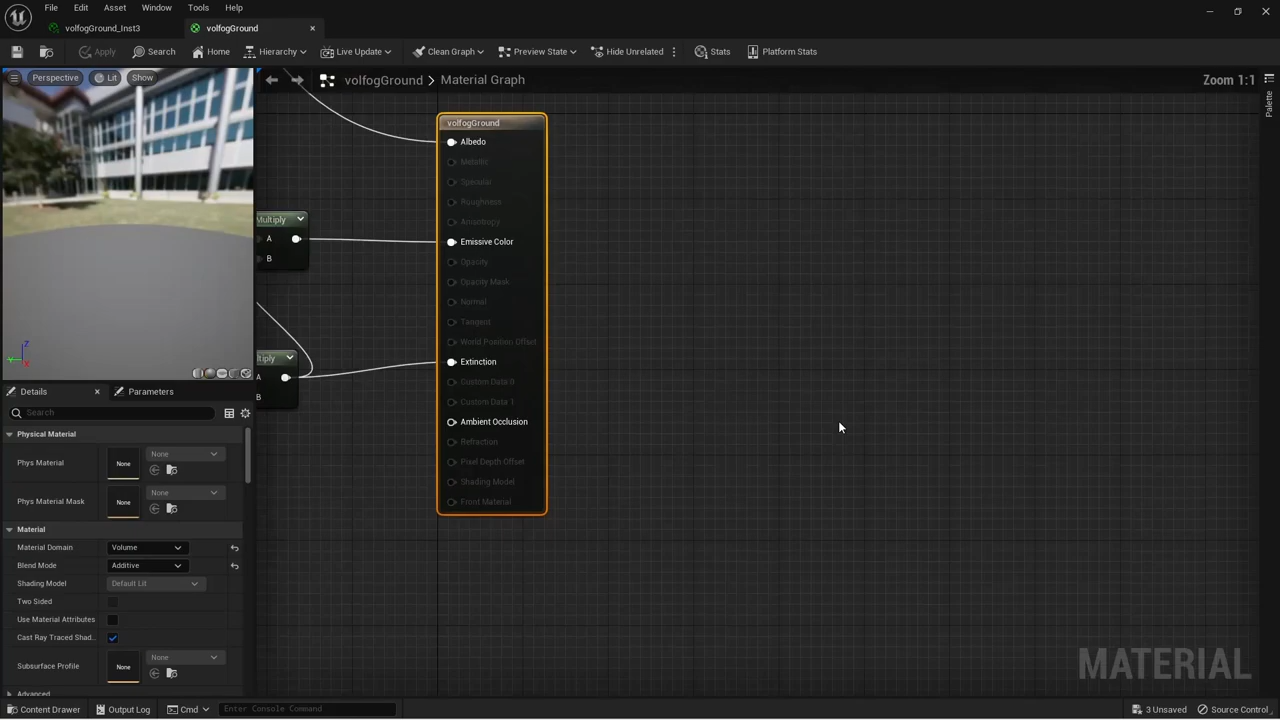 File Edit Asset Window Tools Help
volfogGround_Inst3 volfogGround
Apply Search Home Hierarchy Live Update Clean Graph Preview State Hide Unrelated Stats Platform Stats
Perspective Lit Show
volfogGround > Material Graph
Zoom 1:1
Palette
volfogGround
Albedo
Metallic
Specular
Roughness
Anisotropy
Emissive Color
Opacity
Opacity Mask
Normal
Tangent
World Position Offset
Extinction
Custom Data 0
Custom Data 1
Ambient Occlusion
Refraction
Pixel Depth Offset
Shading Model
Front Material
Multiply
A
B
tiply
A
B
Z
Y
X
Details Parameters
Search
Physical Material
Phys Material None None
Phys Material Mask None None
Material
Material Domain Volume
Blend Mode Additive
Shading Model Default Lit
Two Sided
Use Material Attributes
Cast Ray Traced Shad...
Subsurface Profile None None
Advanced
MATERIAL
Content Drawer Output Log Cmd Enter Console Command 3 Unsaved Source Control